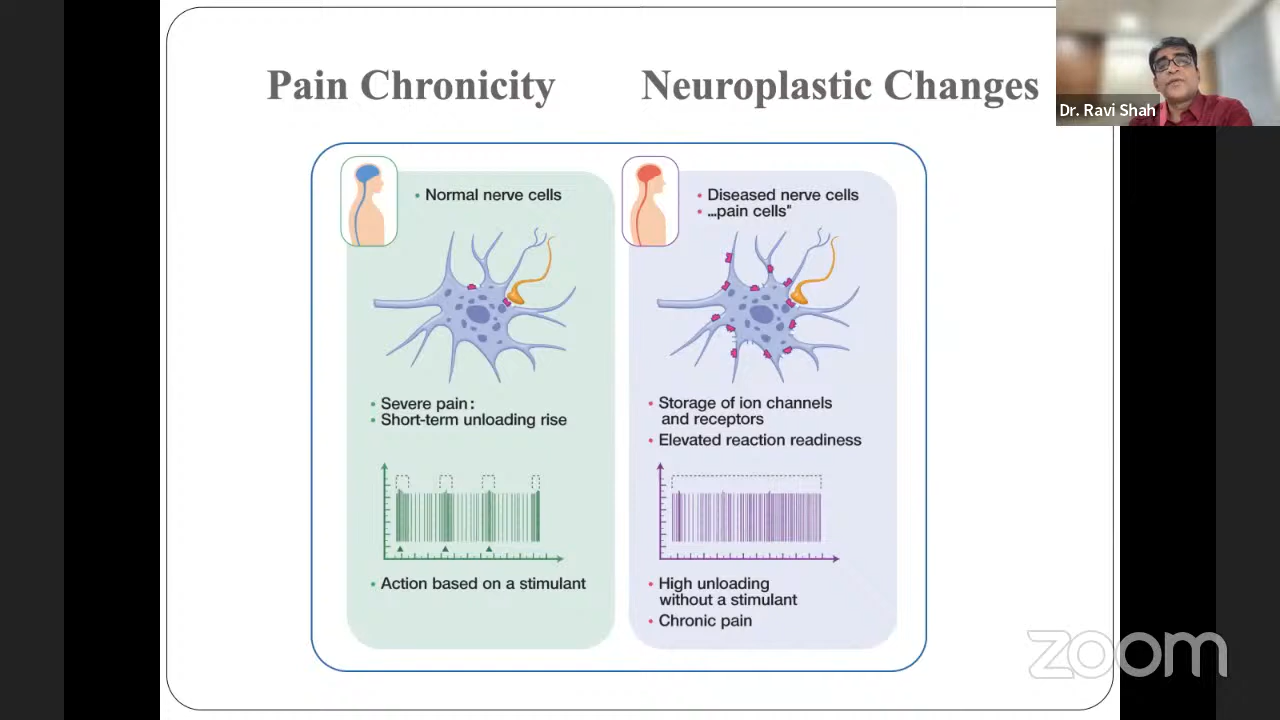 Pain Chronicity
Neuroplastic Changes
Dr. Ravi Shah
• Normal nerve cells
• Severe pain:
• Short-term unloading rise
• Action based on a stimulant
• Diseased nerve cells
• ...pain cells"
• Storage of ion channels
and receptors
• Elevated reaction readiness
• High unloading
without a stimulant
• Chronic pain
zoom